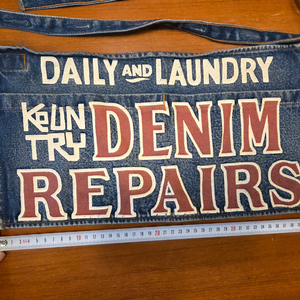 DAILY AND LAUNDRY
KOUN
TRY
DENIM
REPAIRS